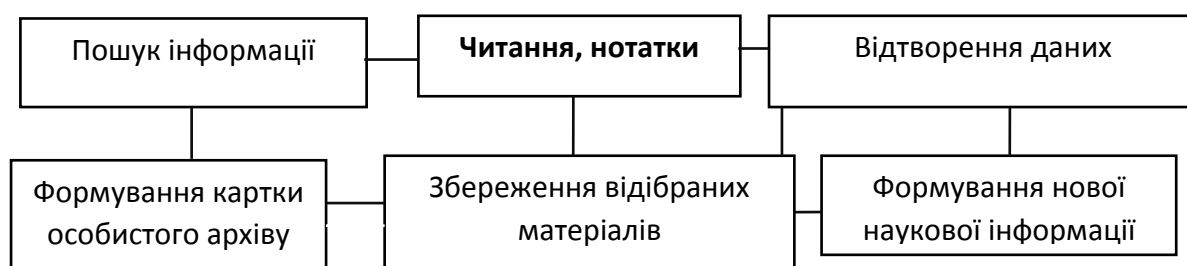 Пошук інформації
Читання, нотатки
Відтворення даних
Формування картки
особистого архіву
Збереження відібраних
матеріалів
Формування нової
наукової інформації